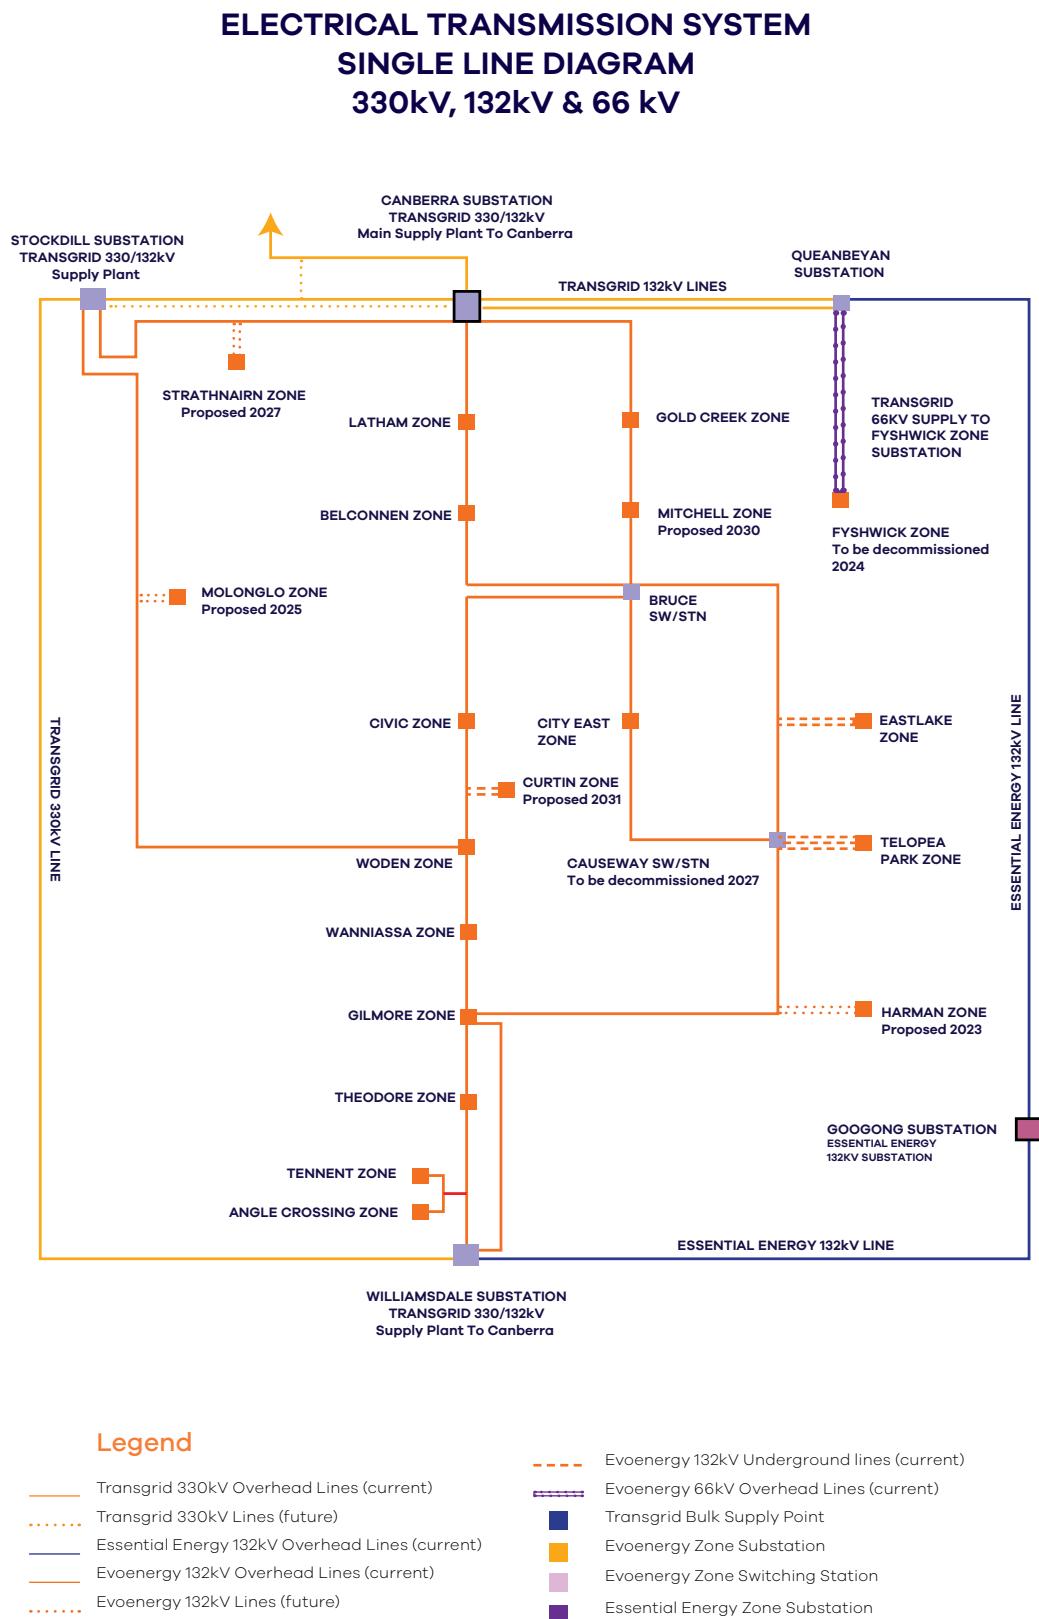 ELECTRICAL TRANSMISSION SYSTEM
SINGLE LINE DIAGRAM
330kV, 132kV & 66 kV
CANBERRA SUBSTATION
TRANSGRID 330/132kV
Main Supply Plant To Canberra
STOCKDILL SUBSTATION
TRANSGRID 330/132kV
Supply Plant
QUEANBEYAN
SUBSTATION
TRANSGRID 132kV LINES
STRATHNAIRN ZONE
Proposed 2027
LATHAM ZONE
GOLD CREEK ZONE
TRANSGRID
66KV SUPPLY TO
FYSHWICK ZONE
SUBSTATION
BELCONNEN ZONE
MITCHELL ZONE
Proposed 2030
FYSHWICK ZONE
To be decommissioned
2024
MOLONGLO ZONE
Proposed 2025
BRUCE
SW/STN
TRANSGRID 330kV LINE
CIVIC ZONE
CITY EAST
ZONE
EASTLAKE
ZONE
ESSENTIAL ENERGY 132kV LINE
CURTIN ZONE
Proposed 2031
WODEN ZONE
CAUSEWAY SW/STN
To be decommissioned 2027
TELOPEA
PARK ZONE
WANNIASSA ZONE
GILMORE ZONE
HARMAN ZONE
Proposed 2023
THEODORE ZONE
GOOGONG SUBSTATION
ESSENTIAL ENERGY
132KV SUBSTATION
TENNENT ZONE
ANGLE CROSSING ZONE
ESSENTIAL ENERGY 132kV LINE
WILLIAMSDALE SUBSTATION
TRANSGRID 330/132kV
Supply Plant To Canberra
Legend
Transgrid 330kV Overhead Lines (current)
Transgrid 330kV Lines (future)
Essential Energy 132kV Overhead Lines (current)
Evoenergy 132kV Overhead Lines (current)
Evoenergy 132kV Lines (future)
Evoenergy 132kV Underground lines (current)
Evoenergy 66kV Overhead Lines (current)
Transgrid Bulk Supply Point
Evoenergy Zone Substation
Evoenergy Zone Switching Station
Essential Energy Zone Substation